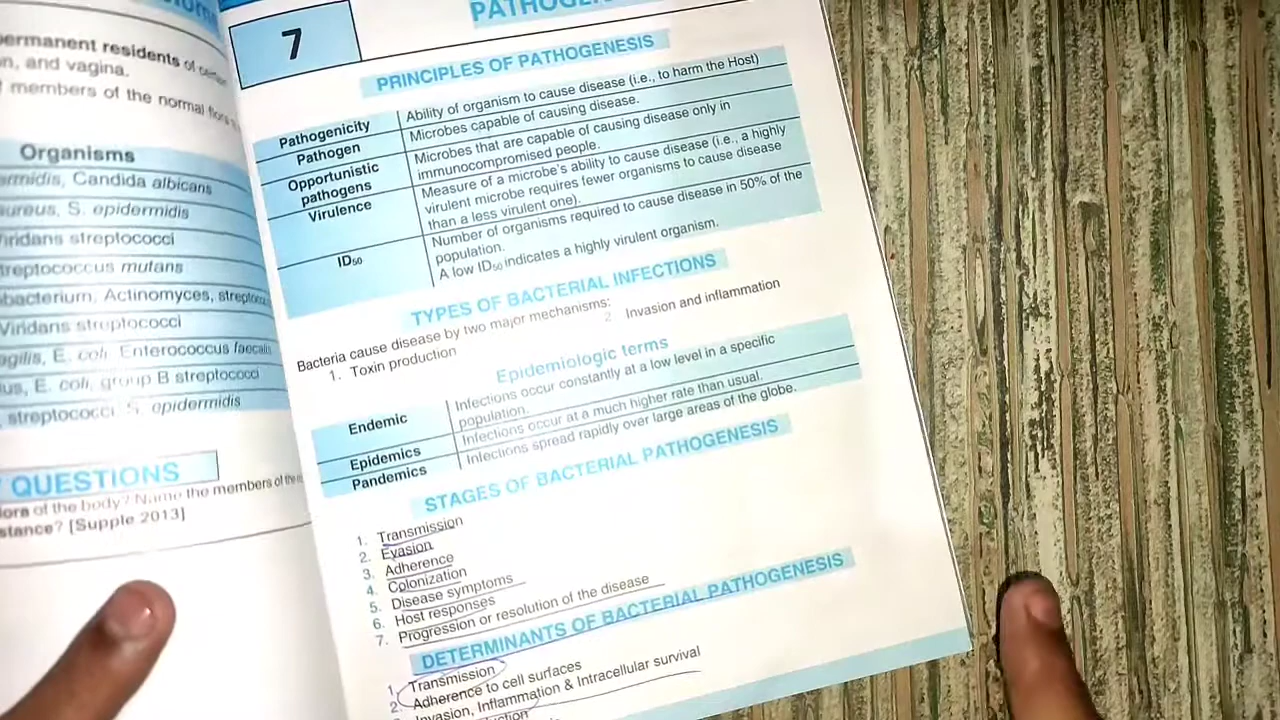 ermanent residents of
n, and vagina.
members of the normal
Organisms
ermidis, Candida albicans
aureus, S. epidermidis
Viridans streptococci
treptococcus mutans
bacterium, Actinomyces,
Viridans streptococci
agilis, E. coli, Enterococcus faecalis
us, E. coli, group B streptococci
streptococci S. epidermidis
QUESTIONS
lora of the body? Name the members of the
stance? [Supple 2013]
7
PRINCIPLES OF PATHOGENESIS
Pathogenicity Ability of organism to cause disease (i.e., to harm the Host)
Pathogen Microbes capable of causing disease.
Opportunistic pathogens Microbes that are capable of causing disease only in
immunocompromised people.
Virulence Measure of a microbe's ability to cause disease (i.e., a highly
virulent microbe requires fewer organisms to cause disease
than a less virulent one).
ID50 Number of organisms required to cause disease in 50% of the
population.
A low ID50 indicates a highly virulent organism.
TYPES OF BACTERIAL INFECTIONS
Bacteria cause disease by two major mechanisms:
1. Toxin production 2. Invasion and inflammation
Epidemiologic terms
Endemic Infections occur constantly at a low level in a specific
population.
Epidemics Infections occur at a much higher rate than usual.
Pandemics Infections spread rapidly over large areas of the globe.
STAGES OF BACTERIAL PATHOGENESIS
1. Transmission
2. Evasion
3. Adherence
4. Colonization
5. Disease symptoms
6. Host responses
7. Progression or resolution of the disease
DETERMINANTS OF BACTERIAL PATHOGENESIS
1. Transmission
2. Adherence to cell surfaces
Invasion, Inflammation & Intracellular survival